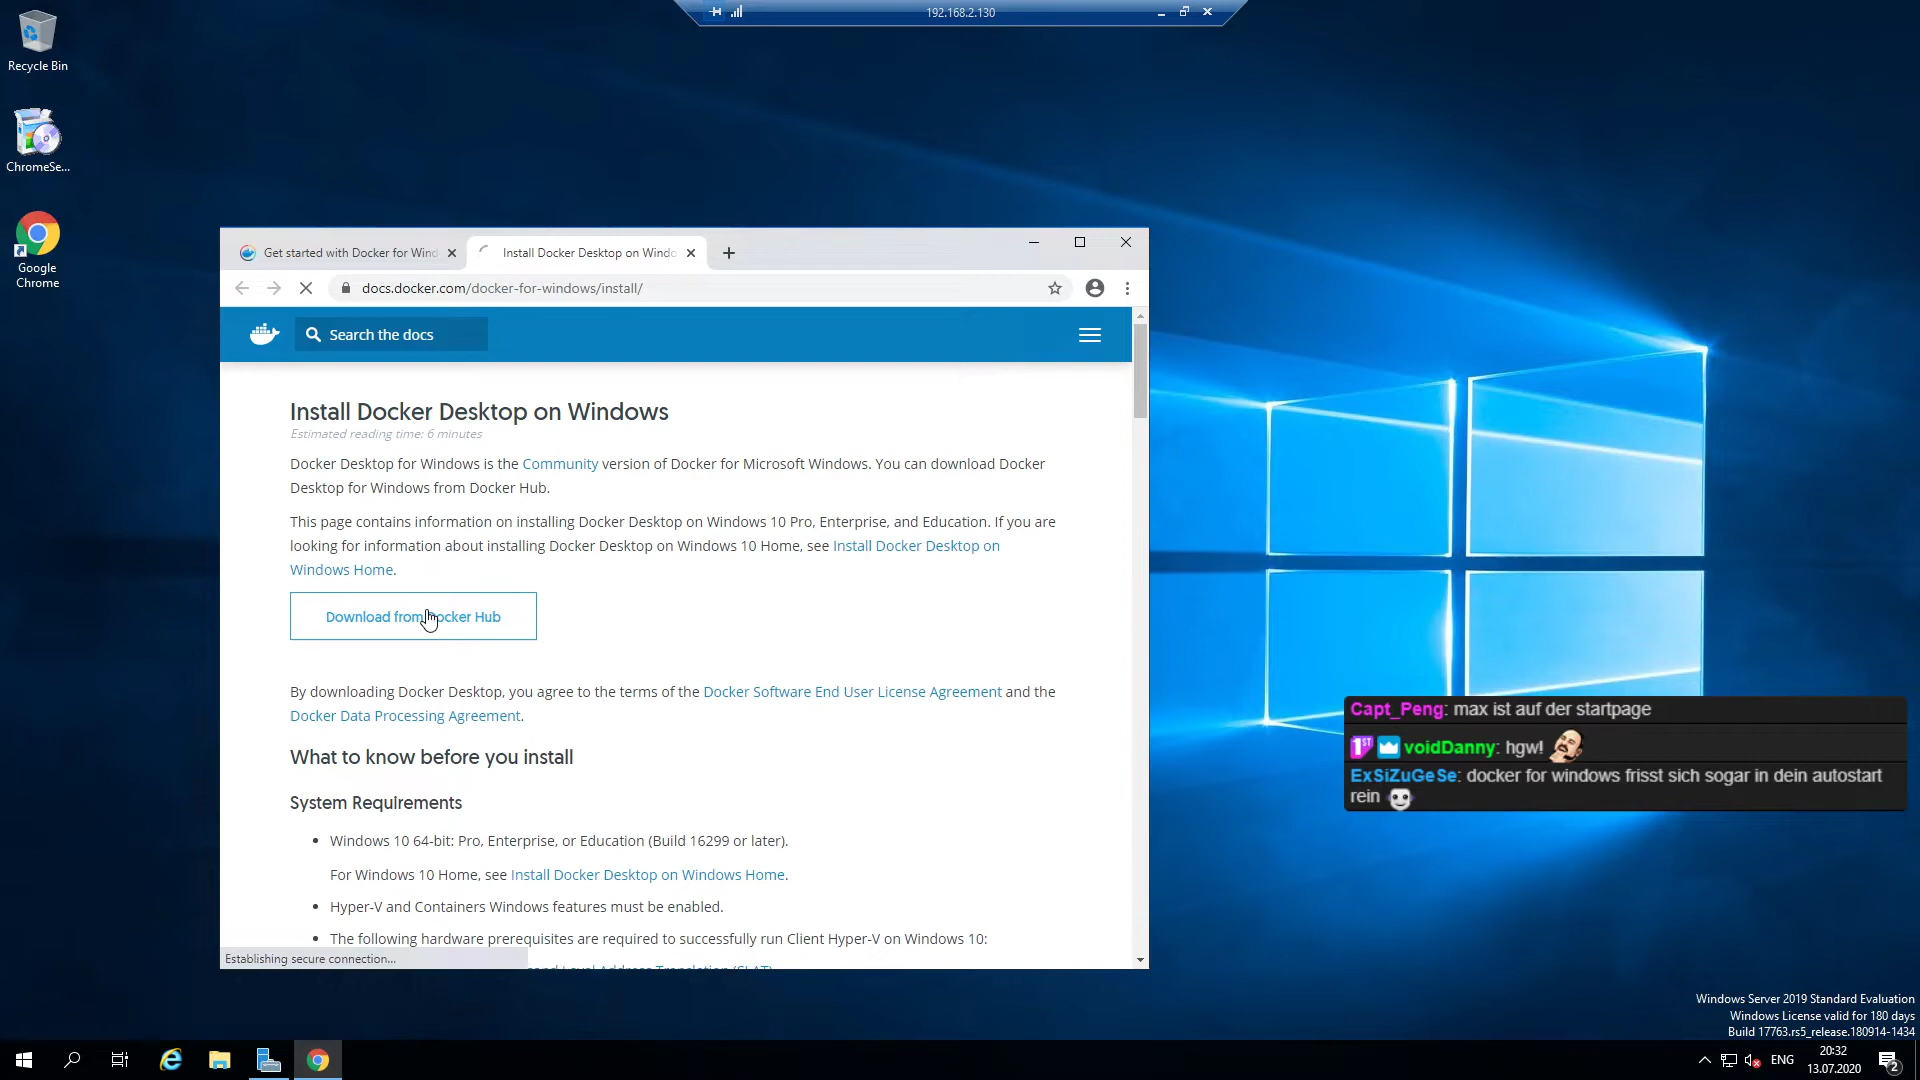 192.168.2.130
Recycle Bin
ChromeSe...
Google
Chrome
Get started with Docker for Wind
Install Docker Desktop on Windo
docs.docker.com/docker-for-windows/install/
Search the docs
Install Docker Desktop on Windows
Estimated reading time: 6 minutes
Docker Desktop for Windows is the Community version of Docker for Microsoft Windows. You can download Docker
Desktop for Windows from Docker Hub.
This page contains information on installing Docker Desktop on Windows 10 Pro, Enterprise, and Education. If you are
looking for information about installing Docker Desktop on Windows 10 Home, see Install Docker Desktop on
Windows Home.
Download from Docker Hub
By downloading Docker Desktop, you agree to the terms of the Docker Software End User License Agreement and the
Docker Data Processing Agreement.
What to know before you install
System Requirements
• Windows 10 64-bit: Pro, Enterprise, or Education (Build 16299 or later).
For Windows 10 Home, see Install Docker Desktop on Windows Home.
• Hyper-V and Containers Windows features must be enabled.
• The following hardware prerequisites are required to successfully run Client Hyper-V on Windows 10:
Level Address Translation (SLAT)
Establishing secure connection...
Capt_Peng: max ist auf der startpage
1ST voidDanny: hgw!
ExSiZuGeSe: docker for windows frisst sich sogar in dein autostart
rein
Windows Server 2019 Standard Evaluation
Windows License valid for 180 days
Build 17763.rs5_release.180914-1434
ENG
20:32
13.07.2020
2